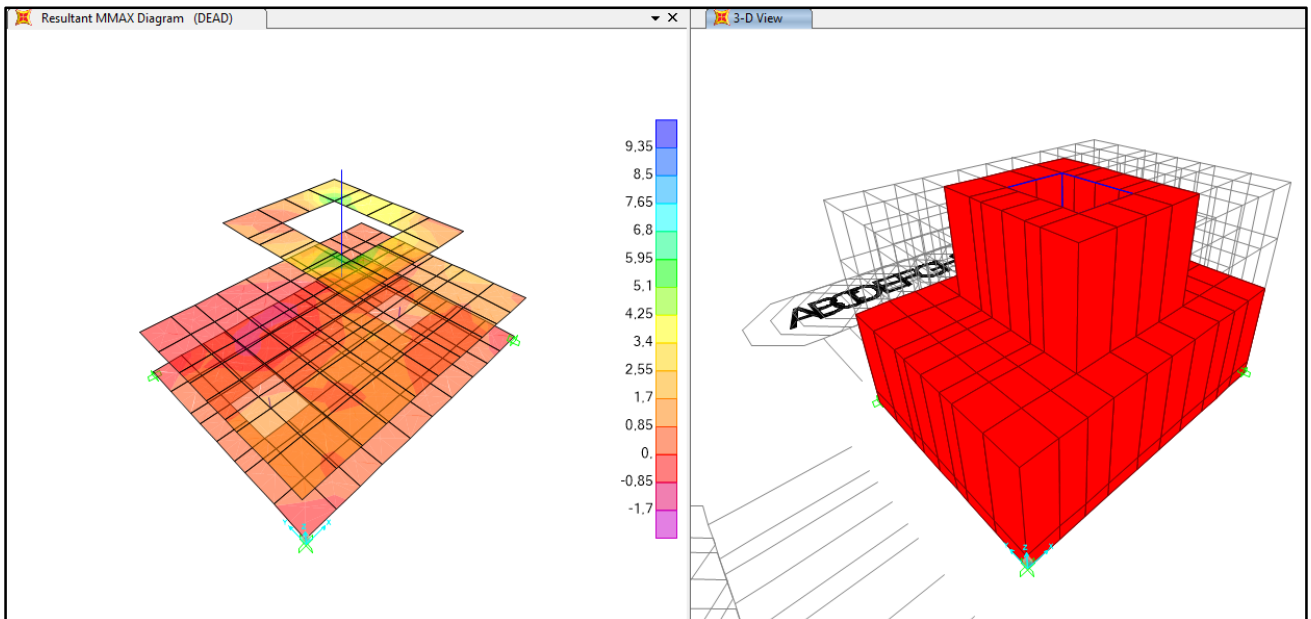 Resultant MMAX Diagram (DEAD)
3-D View
9.35
8.5
7.65
6.8
5.95
5.1
4.25
3.4
2.55
1.7
0.85
0.
-0.85
-1.7
ABCDEFGH
Z
X
Z
X